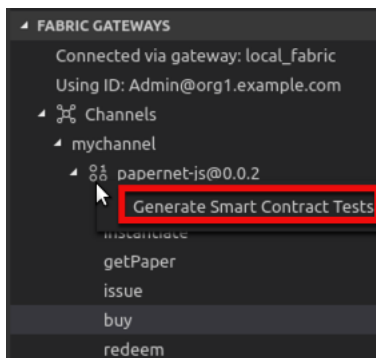 FABRIC GATEWAYS
Connected via gateway: local_fabric
Using ID: Admin@org1.example.com
Channels
mychannel
papernet-js@0.0.2
Generate Smart Contract Tests
instantiate
getPaper
issue
buy
redeem